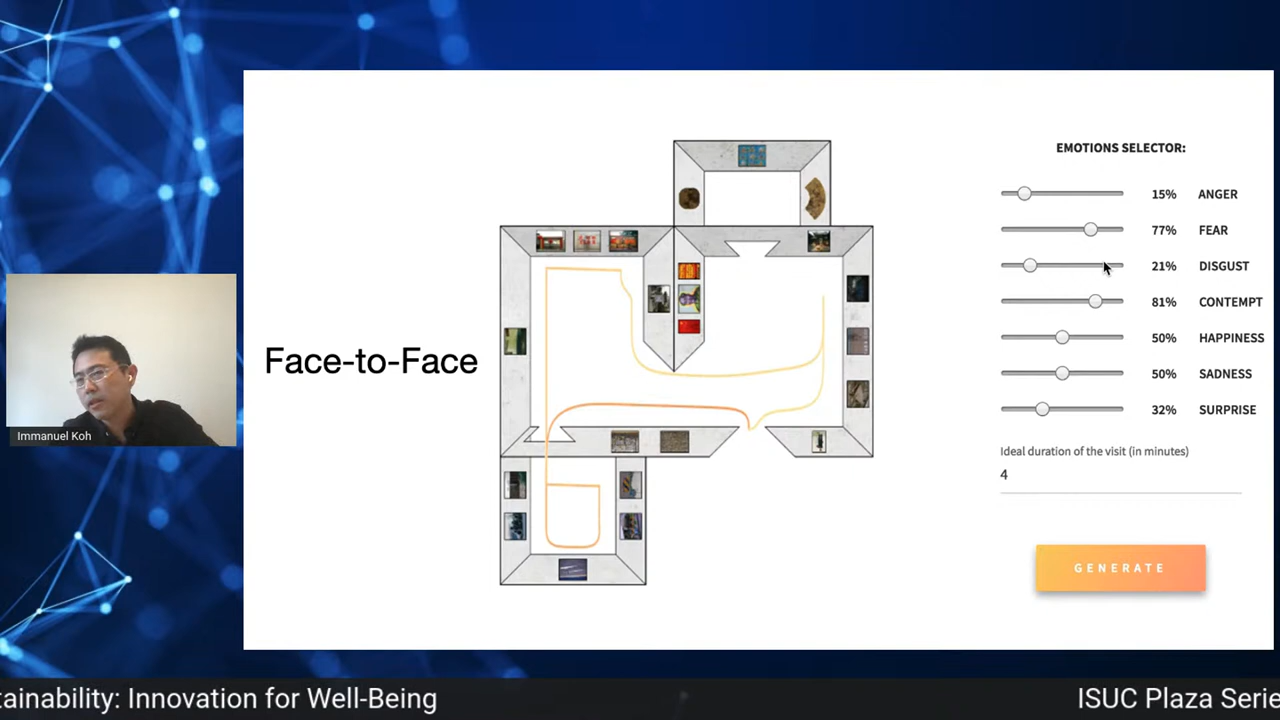 EMOTIONS SELECTOR:
15% ANGER
77% FEAR
21% DISGUST
81% CONTEMPT
50% HAPPINESS
50% SADNESS
32% SURPRISE
Ideal duration of the visit (in minutes)
4
GENERATE
Face-to-Face
Immanuel Koh
tainability: Innovation for Well-Being
ISUC Plaza Serie